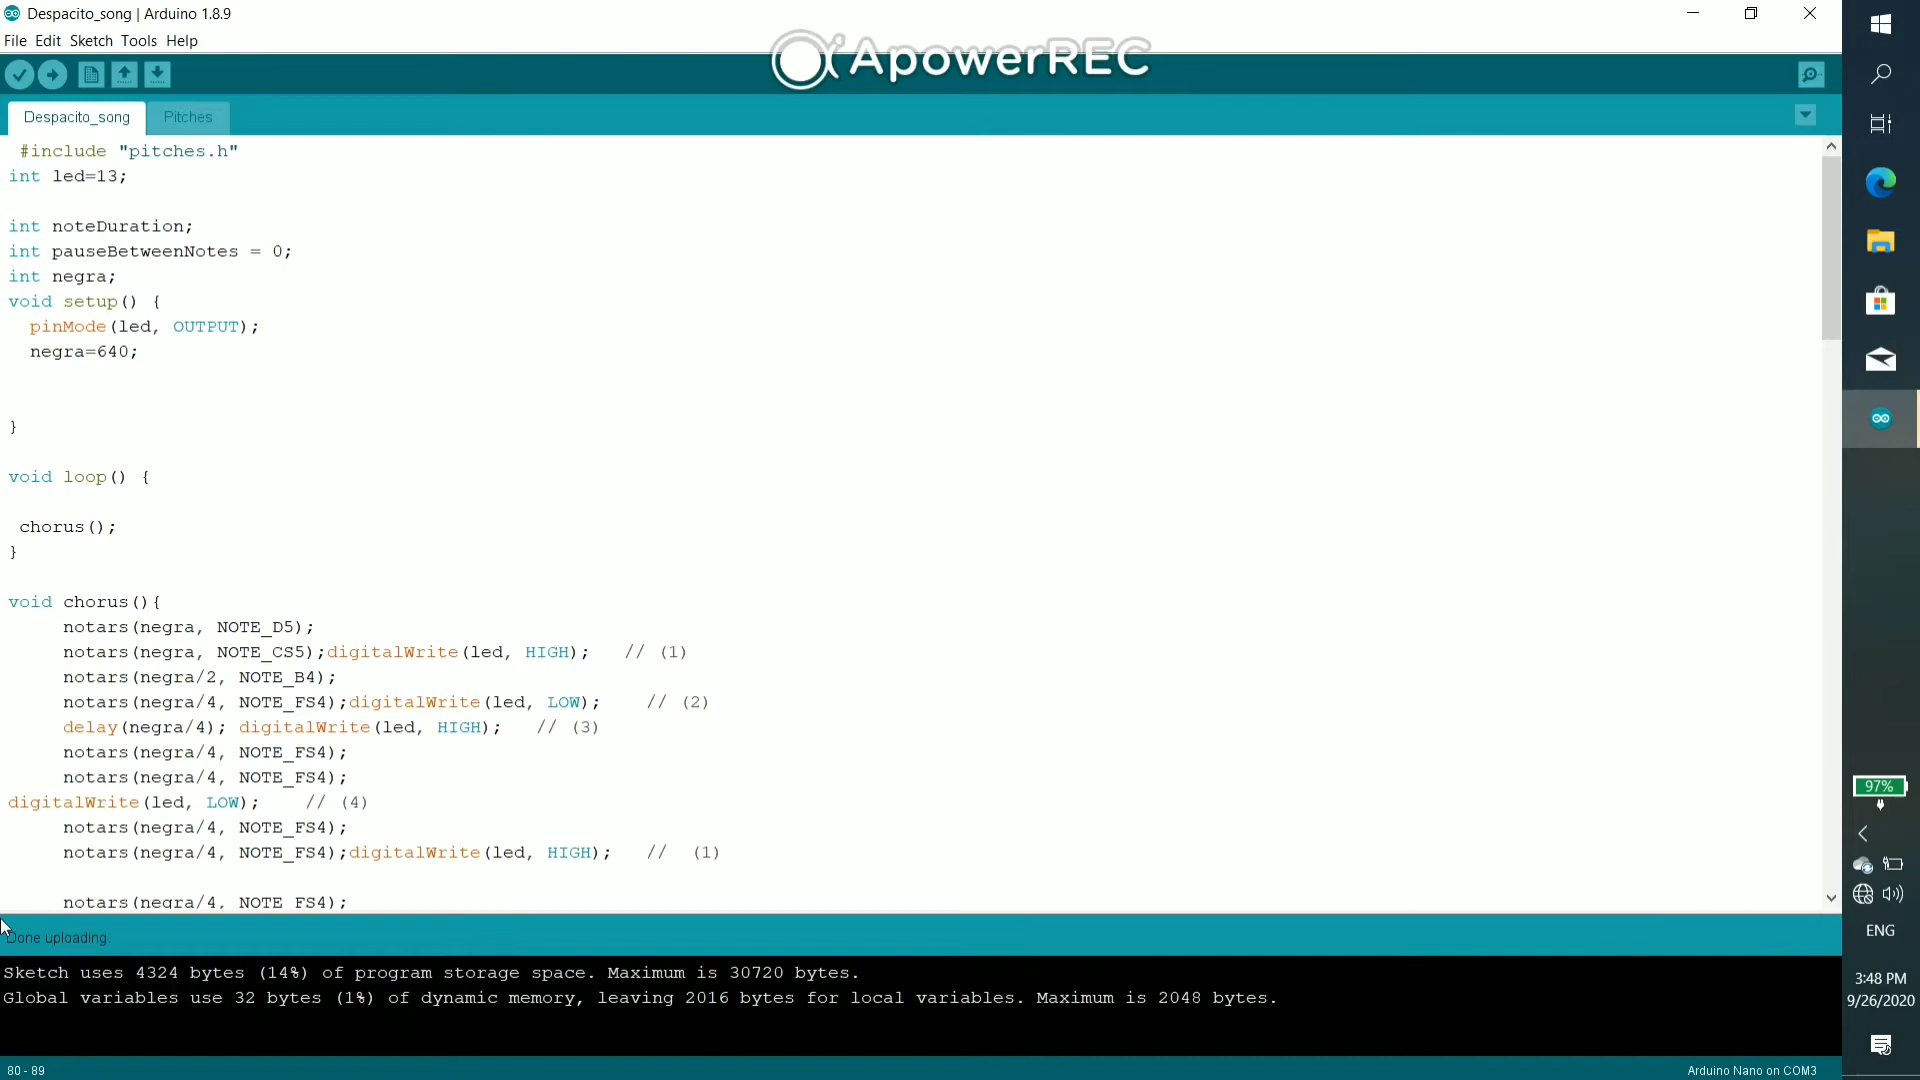 Despacito_song | Arduino 1.8.9
File Edit Sketch Tools Help
ApowerREC
Despacito_song Pitches
#include "pitches.h"
int led=13;
int noteDuration;
int pauseBetweenNotes = 0;
int negra;
void setup() {
pinMode(led, OUTPUT);
negra=640;
}
void loop() {
chorus();
}
void chorus(){
notars(negra, NOTE_D5);
notars(negra, NOTE_CS5);digitalWrite(led, HIGH); // (1)
notars(negra/2, NOTE_B4);
notars(negra/4, NOTE_FS4);digitalWrite(led, LOW); // (2)
delay(negra/4); digitalWrite(led, HIGH); // (3)
notars(negra/4, NOTE_FS4);
notars(negra/4, NOTE_FS4);
digitalWrite(led, LOW); // (4)
notars(negra/4, NOTE_FS4);
notars(negra/4, NOTE_FS4);digitalWrite(led, HIGH); // (1)
notars(negra/4, NOTE_FS4);
Done uploading.
Sketch uses 4324 bytes (14%) of program storage space. Maximum is 30720 bytes.
Global variables use 32 bytes (1%) of dynamic memory, leaving 2016 bytes for local variables. Maximum is 2048 bytes.
80 - 89
Arduino Nano on COM3
97%
ENG
3:48 PM
9/26/2020